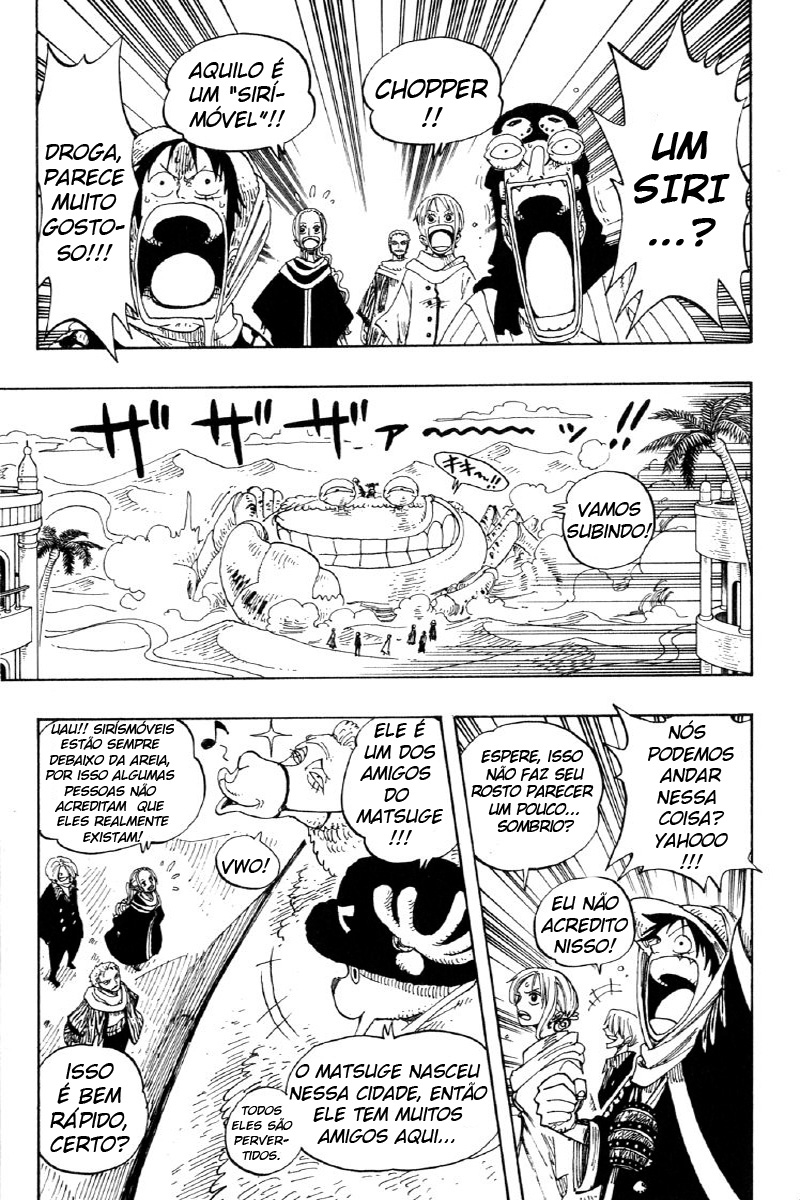 UM
SIRI
...?
CHOPPER
!!
AQUILO É
UM "SIRÍ-
MÓVEL"!!
DROGA,
PARECE
MUITO
GOSTO-
SO!!!
ザザザァ〜〜〜ッ!!
キキ〜!!
VAMOS
SUBINDO!
NÓS
PODEMOS
ANDAR
NESSA
COISA?
YAHOOO
!!!
ESPERE, ISSO
NÃO FAZ SEU
ROSTO PARECER
UM POUCO...
SOMBRIO?
EU NÃO
ACREDITO
NISSO!
ELE É
UM DOS
AMIGOS
DO
MATSUGE
!!!
UAU!! SIRÍSMÓVEIS
ESTÃO SEMPRE
DEBAIXO DA AREIA,
POR ISSO ALGUMAS
PESSOAS NÃO
ACREDITAM QUE
ELES REALMENTE
EXISTAM!
VWO!
O MATSUGE NASCEU
NESSA CIDADE, ENTÃO
ELE TEM MUITOS
AMIGOS AQUI...
TODOS
ELES SÃO
PERVER-
TIDOS.
ISSO
É BEM
RÁPIDO,
CERTO?